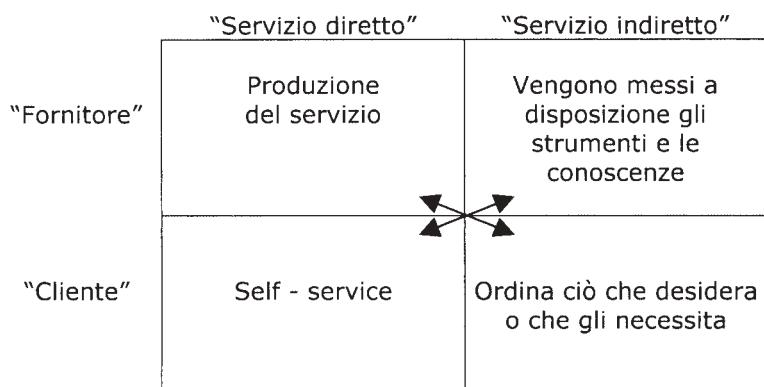 “Servizio diretto” “Servizio indiretto”
“Fornitore”
Produzione
del servizio
Vengono messi a
disposizione gli
strumenti e le
conoscenze
“Cliente”
Self - service
Ordina ciò che desidera
o che gli necessita